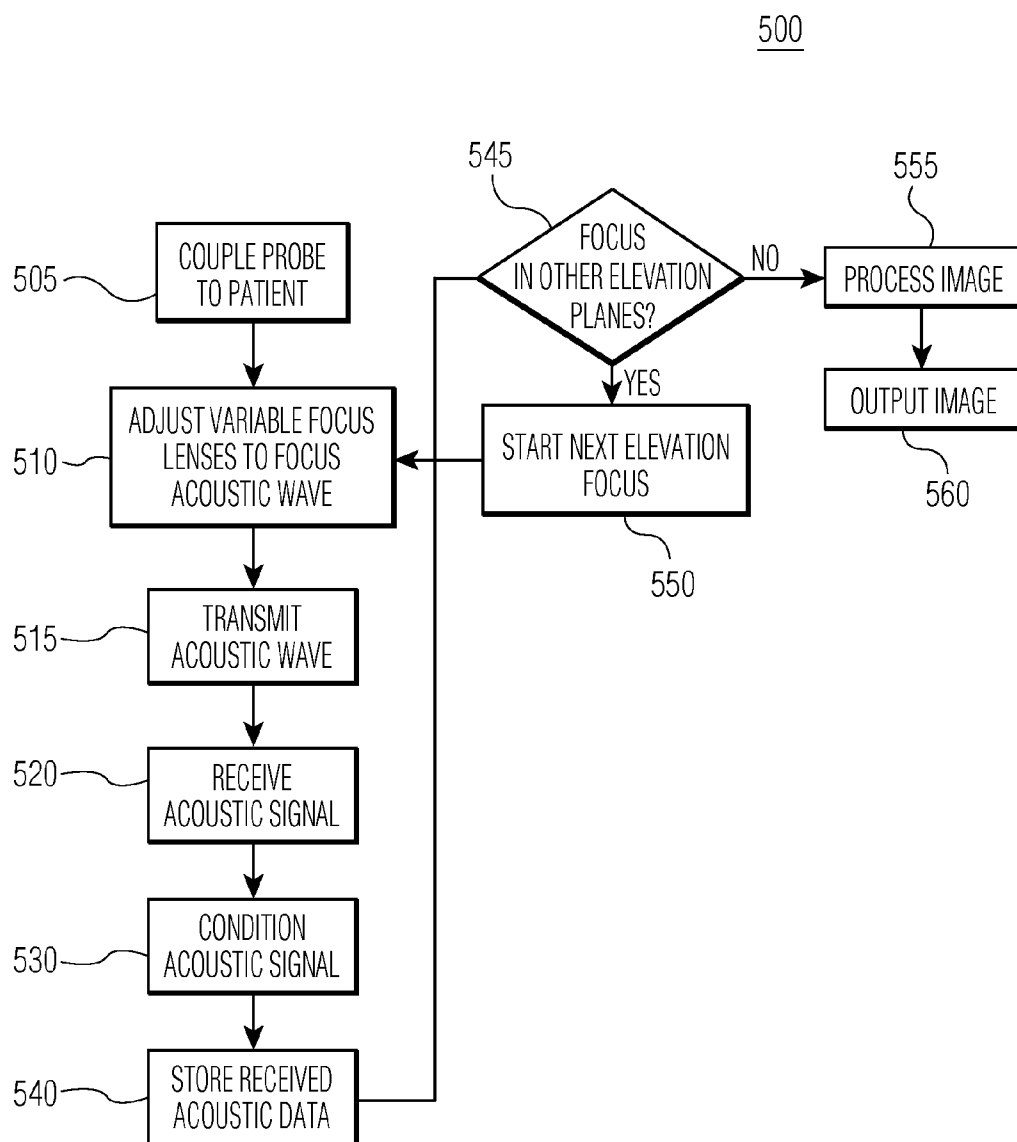 500
505
COUPLE PROBE
TO PATIENT
510
ADJUST VARIABLE FOCUS
LENSES TO FOCUS
ACOUSTIC WAVE
515
TRANSMIT
ACOUSTIC WAVE
520
RECEIVE
ACOUSTIC SIGNAL
530
CONDITION
ACOUSTIC SIGNAL
540
STORE RECEIVED
ACOUSTIC DATA
545
FOCUS
IN OTHER ELEVATION
PLANES?
NO
YES
START NEXT ELEVATION
FOCUS
550
555
PROCESS IMAGE
OUTPUT IMAGE
560